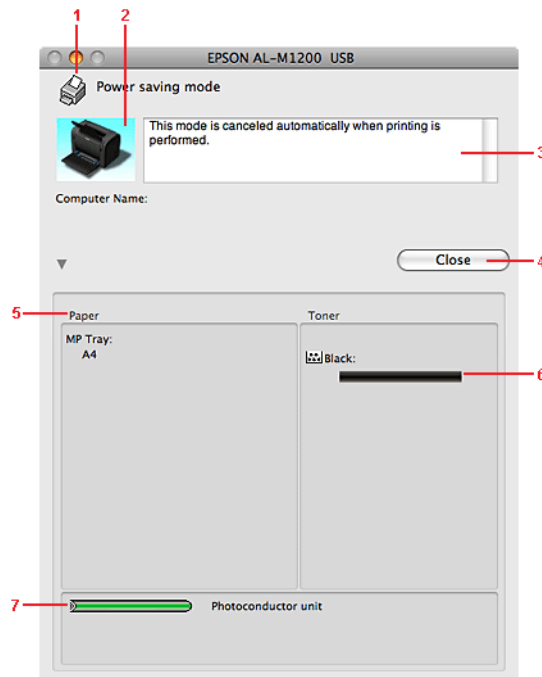 1 2
EPSON AL-M1200 USB
Power saving mode
This mode is canceled automatically when printing is
performed.
3
Computer Name:
Close
4
5
Paper
Toner
MP Tray:
A4
Black:
6
7
Photoconductor unit